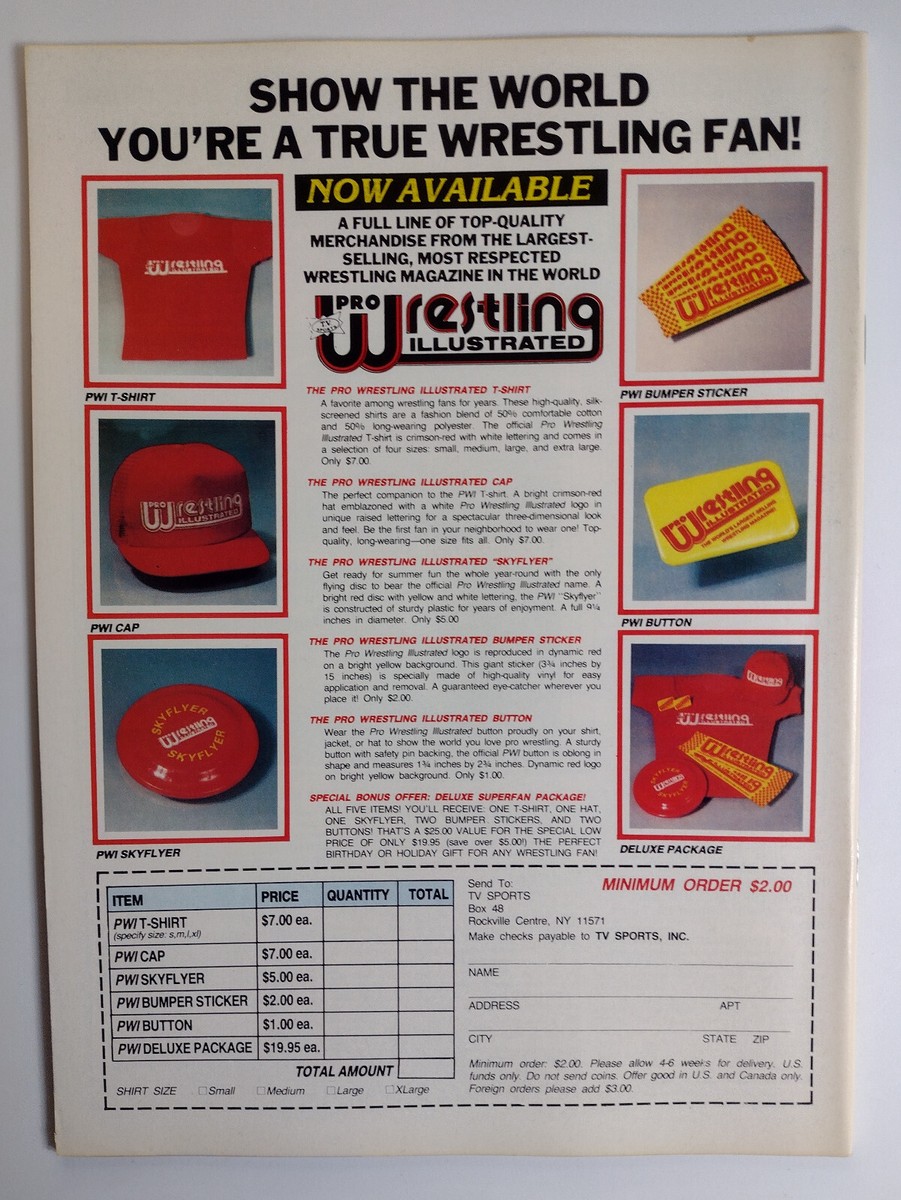 SHOW THE WORLD
YOU'RE A TRUE WRESTLING FAN!
NOW AVAILABLE
A FULL LINE OF TOP-QUALITY
MERCHANDISE FROM THE LARGEST-
SELLING, MOST RESPECTED
WRESTLING MAGAZINE IN THE WORLD
PRO
Wrestling
ILLUSTRATED
PWI T-SHIRT
PWI CAP
PWI SKYFLYER
THE PRO WRESTLING ILLUSTRATED T-SHIRT
A favorite among wrestling fans for years. These high-quality, silk-
screened shirts are a fashion blend of 50% comfortable cotton
and 50% long-wearing polyester. The official Pro Wrestling
Illustrated T-shirt is crimson-red with white lettering and comes in
a selection of four sizes: small, medium, large, and extra large.
Only $7.00.
THE PRO WRESTLING ILLUSTRATED CAP
The perfect companion to the PWI T-shirt. A bright crimson-red
hat emblazoned with a white Pro Wrestling Illustrated logo in
unique raised lettering for a spectacular three-dimensional look
and feel. Be the first fan in your neighborhood to wear one! Top-
quality, long-wearing—one size fits all. Only $7.00.
THE PRO WRESTLING ILLUSTRATED "SKYFLYER"
Get ready for summer fun the whole year-round with the only
flying disc to bear the official Pro Wrestling Illustrated name. A
bright red disc with yellow and white lettering, the PWI "Skyflyer"
is constructed of sturdy plastic for years of enjoyment. A full 9¼
inches in diameter. Only $5.00
THE PRO WRESTLING ILLUSTRATED BUMPER STICKER
The Pro Wrestling Illustrated logo is reproduced in dynamic red
on a bright yellow background. This giant sticker (3¾ inches by
15 inches) is specially made of high-quality vinyl for easy
application and removal. A guaranteed eye-catcher wherever you
place it! Only $2.00.
THE PRO WRESTLING ILLUSTRATED BUTTON
Wear the Pro Wrestling Illustrated button proudly on your shirt,
jacket, or hat to show the world you love pro wrestling. A sturdy
button with safety pin backing, the official PWI button is oblong in
shape and measures 1¾ inches by 2¾ inches. Dynamic red logo
on bright yellow background. Only $1.00.
SPECIAL BONUS OFFER: DELUXE SUPERFAN PACKAGE!
ALL FIVE ITEMS! YOU'LL RECEIVE: ONE T-SHIRT, ONE HAT,
ONE SKYFLYER, TWO BUMPER STICKERS, AND TWO
BUTTONS! THAT'S A $25.00 VALUE FOR THE SPECIAL LOW
PRICE OF ONLY $19.95 (save over $5.00!) THE PERFECT
BIRTHDAY OR HOLIDAY GIFT FOR ANY WRESTLING FAN!
PWI BUMPER STICKER
PWI BUTTON
DELUXE PACKAGE
Wrestling
ILLUSTRATED
PRO
Wrestling
ILLUSTRATED
SKYFLYER
Wrestling
SKYFLYER
Wrestling
ILLUSTRATED
Wrestling
ILLUSTRATED
THE WORLD'S LARGEST-SELLING
WRESTLING MAGAZINE!
ITEM PRICE QUANTITY TOTAL
PWI T-SHIRT $7.00 ea.
(specify size: s,m,l,xl)
PWI CAP $7.00 ea.
PWI SKYFLYER $5.00 ea.
PWI BUMPER STICKER $2.00 ea.
PWI BUTTON $1.00 ea.
PWI DELUXE PACKAGE $19.95 ea.
TOTAL AMOUNT
SHIRT SIZE Small Medium Large XLarge
Send To:
TV SPORTS
Box 48
Rockville Centre, NY 11571
MINIMUM ORDER $2.00
Make checks payable to TV SPORTS, INC.
NAME
ADDRESS APT
CITY STATE ZIP
Minimum order: $2.00. Please allow 4-6 weeks for delivery. U.S.
funds only. Do not send coins. Offer good in U.S. and Canada only.
Foreign orders please add $3.00.